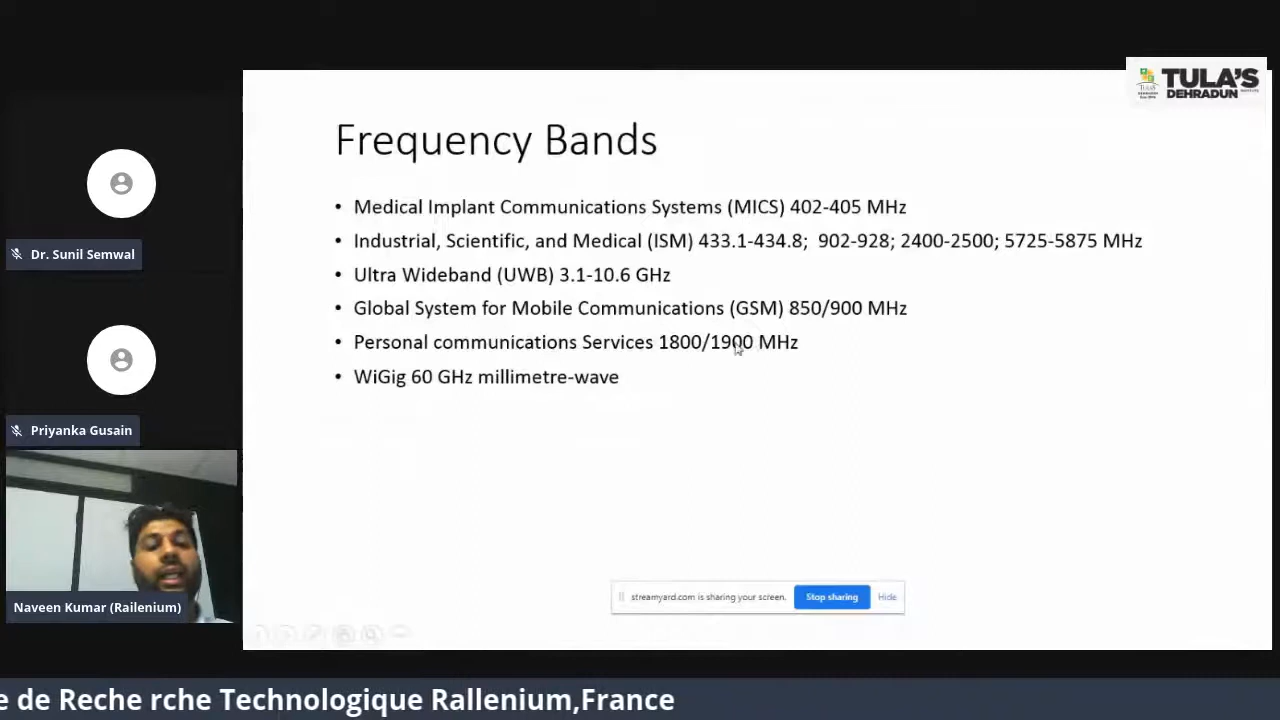 TULA'S
DEHRADUN
Frequency Bands
• Medical Implant Communications Systems (MICS) 402-405 MHz
• Industrial, Scientific, and Medical (ISM) 433.1-434.8;  902-928; 2400-2500; 5725-5875 MHz
• Ultra Wideband (UWB) 3.1-10.6 GHz
• Global System for Mobile Communications (GSM) 850/900 MHz
• Personal communications Services 1800/1900 MHz
• WiGig 60 GHz millimetre-wave
Dr. Sunil Semwal
Priyanka Gusain
Naveen Kumar (Railenium)
streamyard.com is sharing your screen. Stop sharing Hide
e de Reche rche Technologique Rallenium,France